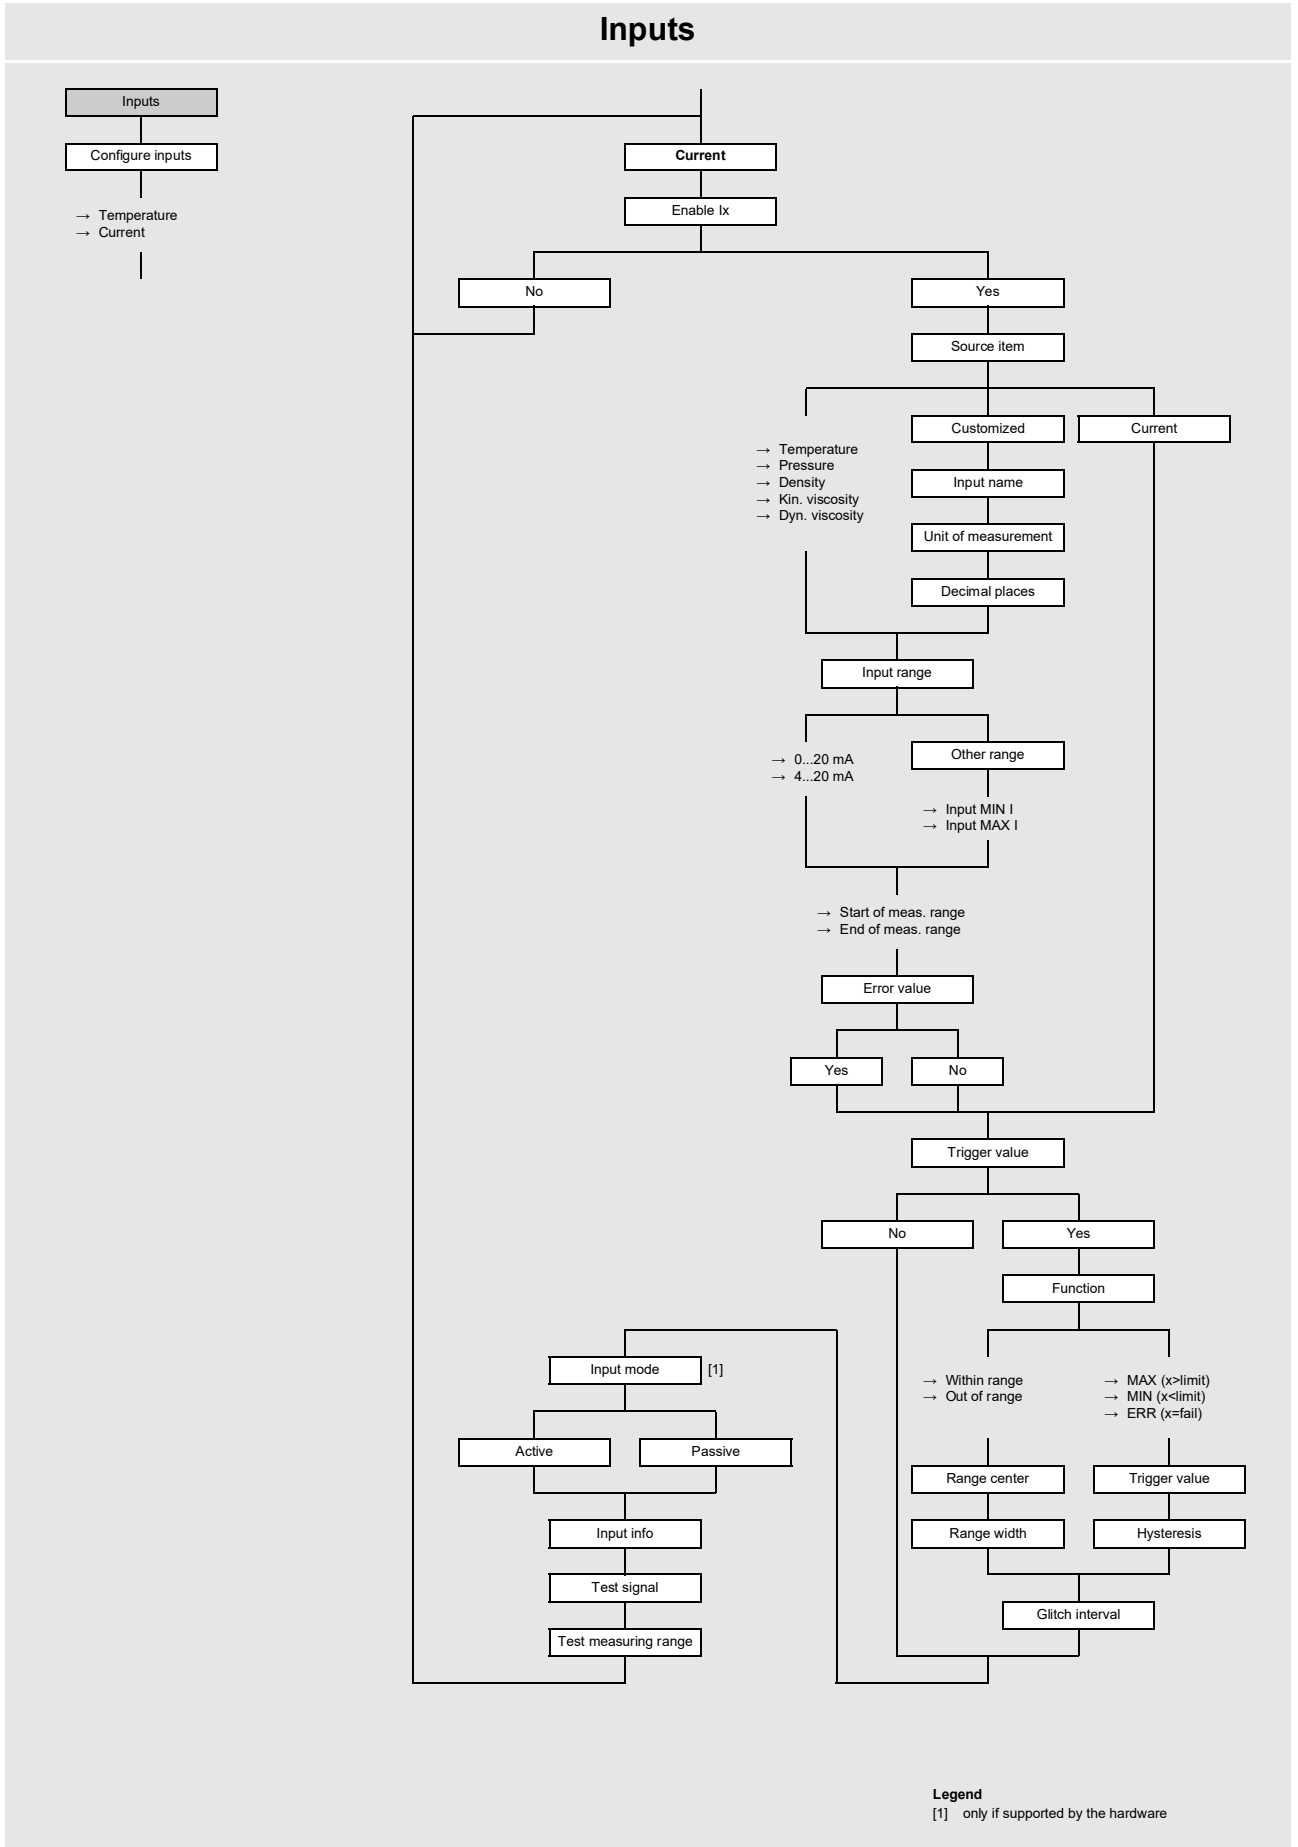 Inputs
Inputs
Configure inputs
→ Temperature
→ Current
Current
Enable Ix
No
Yes
Source item
Customized
Current
→ Temperature
→ Pressure
→ Density
→ Kin. viscosity
→ Dyn. viscosity
Input name
Unit of measurement
Decimal places
Input range
→ 0...20 mA
→ 4...20 mA
Other range
→ Input MIN I
→ Input MAX I
→ Start of meas. range
→ End of meas. range
Error value
Yes
No
Trigger value
No
Yes
Function
→ Within range
→ Out of range
→ MAX (x>limit)
→ MIN (x<limit)
→ ERR (x=fail)
Range center
Trigger value
Range width
Hysteresis
Glitch interval
Input mode
[1]
Active
Passive
Input info
Test signal
Test measuring range
Legend
[1] only if supported by the hardware